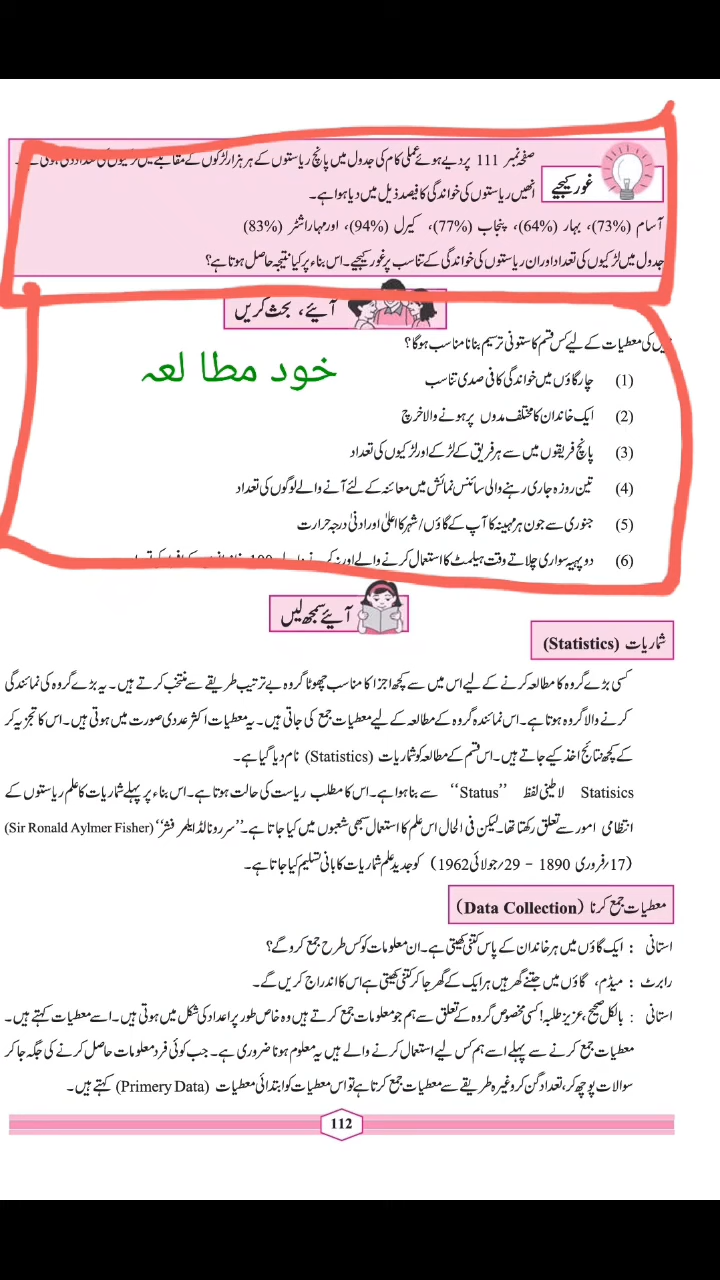 صفحہ نمبر 111 پر دیے ہوئے عملی کام کی جدول میں پانچ ریاستوں کے ہر ہزار لڑکوں کے مقابلے میں لڑکیوں کی تعداد دی ہوئی ہے۔
غور کیجیے
انھیں ریاستوں کی خواندگی کا فیصد ذیل میں دیا ہوا ہے۔
آسام (73%)، بہار (64%)، پنجاب (77%)، کیرل (94%)، اور مہاراشٹر (83%)
جدول میں لڑکیوں کی تعداد اور ان ریاستوں کی خواندگی کے تناسب پر غور کیجیے۔ اس بناء پر کیا نتیجہ حاصل ہوتا ہے؟
آئیے، بحث کریں
کی معطیات کے لیے کس قسم کا ستونی ترسیم بنانا مناسب ہوگا؟
خود مطا لعہ
(1) چار گاؤں میں خواندگی کا فی صدی تناسب
(2) ایک خاندان کا مختلف مدوں پر ہونے والا خرچ
(3) پانچ فریقوں میں سے ہر فریق کے لڑکے اور لڑکیوں کی تعداد
(4) تین روزہ جاری رہنے والی سائنس نمائش میں معائنہ کے لئے آنے والے لوگوں کی تعداد
(5) جنوری سے جون ہر مہینہ کا آپ کے گاؤں/شہر کا اعلیٰ اور ادنیٰ درجہ حرارت
(6) دو پہیہ سواری چلاتے وقت ہیلمٹ کا استعمال کرنے والے اور نہ کرنے والے 100
آئیے سمجھ لیں
شماریات (Statistics)
کسی بڑے گروہ کا مطالعہ کرنے کے لیے اس میں سے کچھ اجزا کا مناسب چھوٹا گروہ بے ترتیب طریقے سے منتخب کرتے ہیں۔ یہ بڑے گروہ کی نمائندگی
کرنے والا گروہ ہوتا ہے۔ اس نمائندہ گروہ کے مطالعہ کے لیے معطیات جمع کی جاتی ہیں۔ یہ معطیات اکثر عددی صورت میں ہوتی ہیں۔ اس کا تجزیہ کر
کے کچھ نتائج اخذ کیے جاتے ہیں۔ اس قسم کے مطالعہ کو شماریات (Statistics) نام دیا گیا ہے۔
Statisics لاطینی لفظ ”Status“ سے بنا ہوا ہے۔ اس کا مطلب ریاست کی حالت ہوتا ہے۔ اس بناء پر پہلے شماریات کا علم ریاستوں کے
انتظامی امور سے تعلق رکھتا تھا۔ لیکن فی الحال اس علم کا استعمال سبھی شعبوں میں کیا جاتا ہے۔ ”سر رونالڈ ایلمر فشر“ (Sir Ronald Aylmer Fisher)
(17؍فروری 1890 - 29؍جولائی 1962) کو جدید علم شماریات کا بانی تسلیم کیا جاتا ہے۔
معطیات جمع کرنا (Data Collection)
استانی : ایک گاؤں میں ہر خاندان کے پاس کتنی کھیتی ہے۔ ان معلومات کو کس طرح جمع کرو گے؟
رابرٹ : میڈم، گاؤں میں جتنے گھر ہیں ہر ایک کے گھر جا کر کتنی کھیتی ہے اس کا اندراج کریں گے۔
استانی : بالکل صحیح، عزیز طلبہ! کسی مخصوص گروہ کے تعلق سے ہم جو معلومات جمع کرتے ہیں وہ خاص طور پر اعداد کی شکل میں ہوتی ہیں۔ اسے معطیات کہتے ہیں۔
معطیات جمع کرنے سے پہلے اسے ہم کس لیے استعمال کرنے والے ہیں یہ معلوم ہونا ضروری ہے۔ جب کوئی فرد معلومات حاصل کرنے کی جگہ جا کر
سوالات پوچھ کر، تعداد گن کر وغیرہ طریقے سے معطیات جمع کرتا ہے تو اس معطیات کو ابتدائی معطیات (Primery Data) کہتے ہیں۔
112